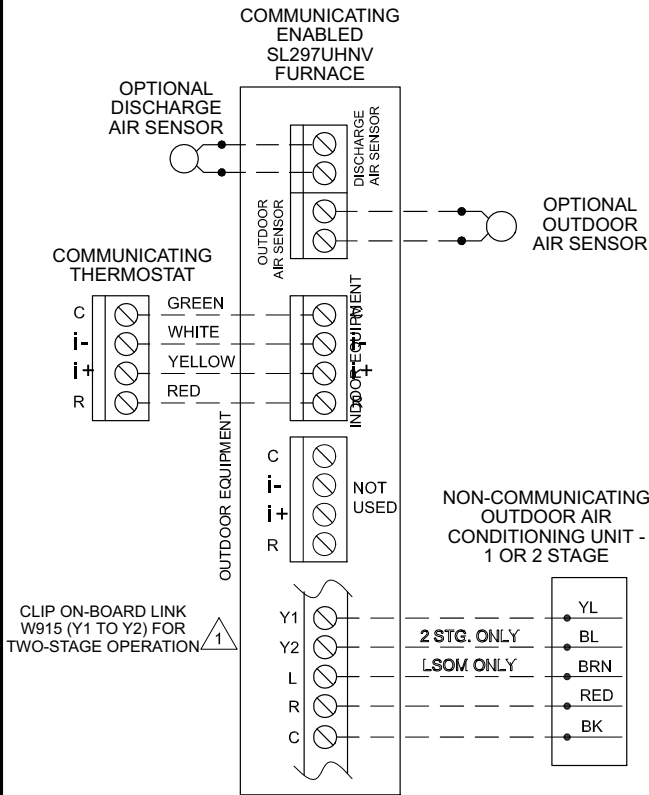 COMMUNICATING
ENABLED
SL297UHNV
FURNACE
OPTIONAL
DISCHARGE
AIR SENSOR
DISCHARGE
AIR SENSOR
OUTDOOR
AIR SENSOR
OPTIONAL
OUTDOOR
AIR SENSOR
COMMUNICATING
THERMOSTAT
C
i-
i+
R
GREEN
WHITE
YELLOW
RED
INDOOR EQUIPMENT
i-
i+
OUTDOOR EQUIPMENT
C
i-
i+
R
NOT
USED
NON-COMMUNICATING
OUTDOOR AIR
CONDITIONING UNIT -
1 OR 2 STAGE
CLIP ON-BOARD LINK
W915 (Y1 TO Y2) FOR
TWO-STAGE OPERATION
1
Y1
Y2
L
R
C
2 STG. ONLY
LSOM ONLY
YL
BL
BRN
RED
BK